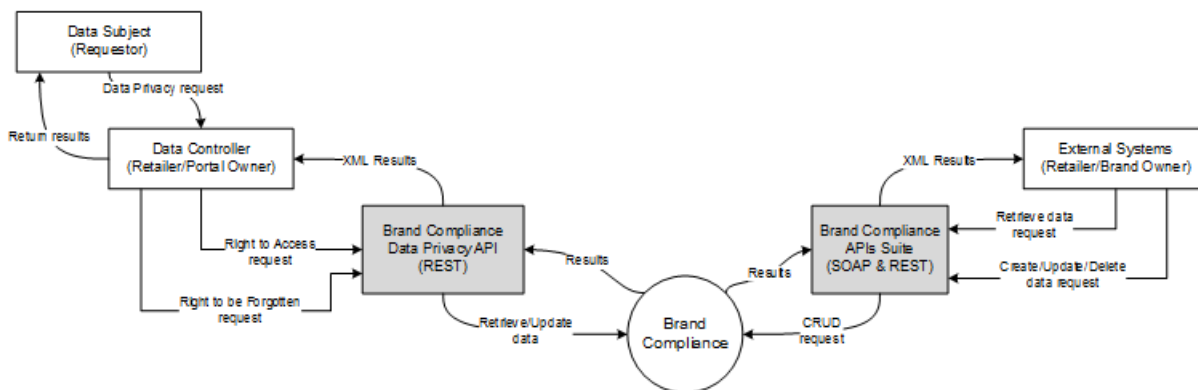 Data Subject
(Requestor)
Data Privacy request
Return results
Data Controller
(Retailer/Portal Owner)
XML Results
XML Results
External Systems
(Retailer/Brand Owner)
Brand Compliance
Data Privacy API
(REST)
Brand Compliance
APIs Suite
(SOAP & REST)
Retrieve data
request
Right to Access
request
Results
Results
Create/Update/Delete
data request
Right to be Forgotten
request
Retrieve/Update
data
Brand
Compliance
CRUD
request